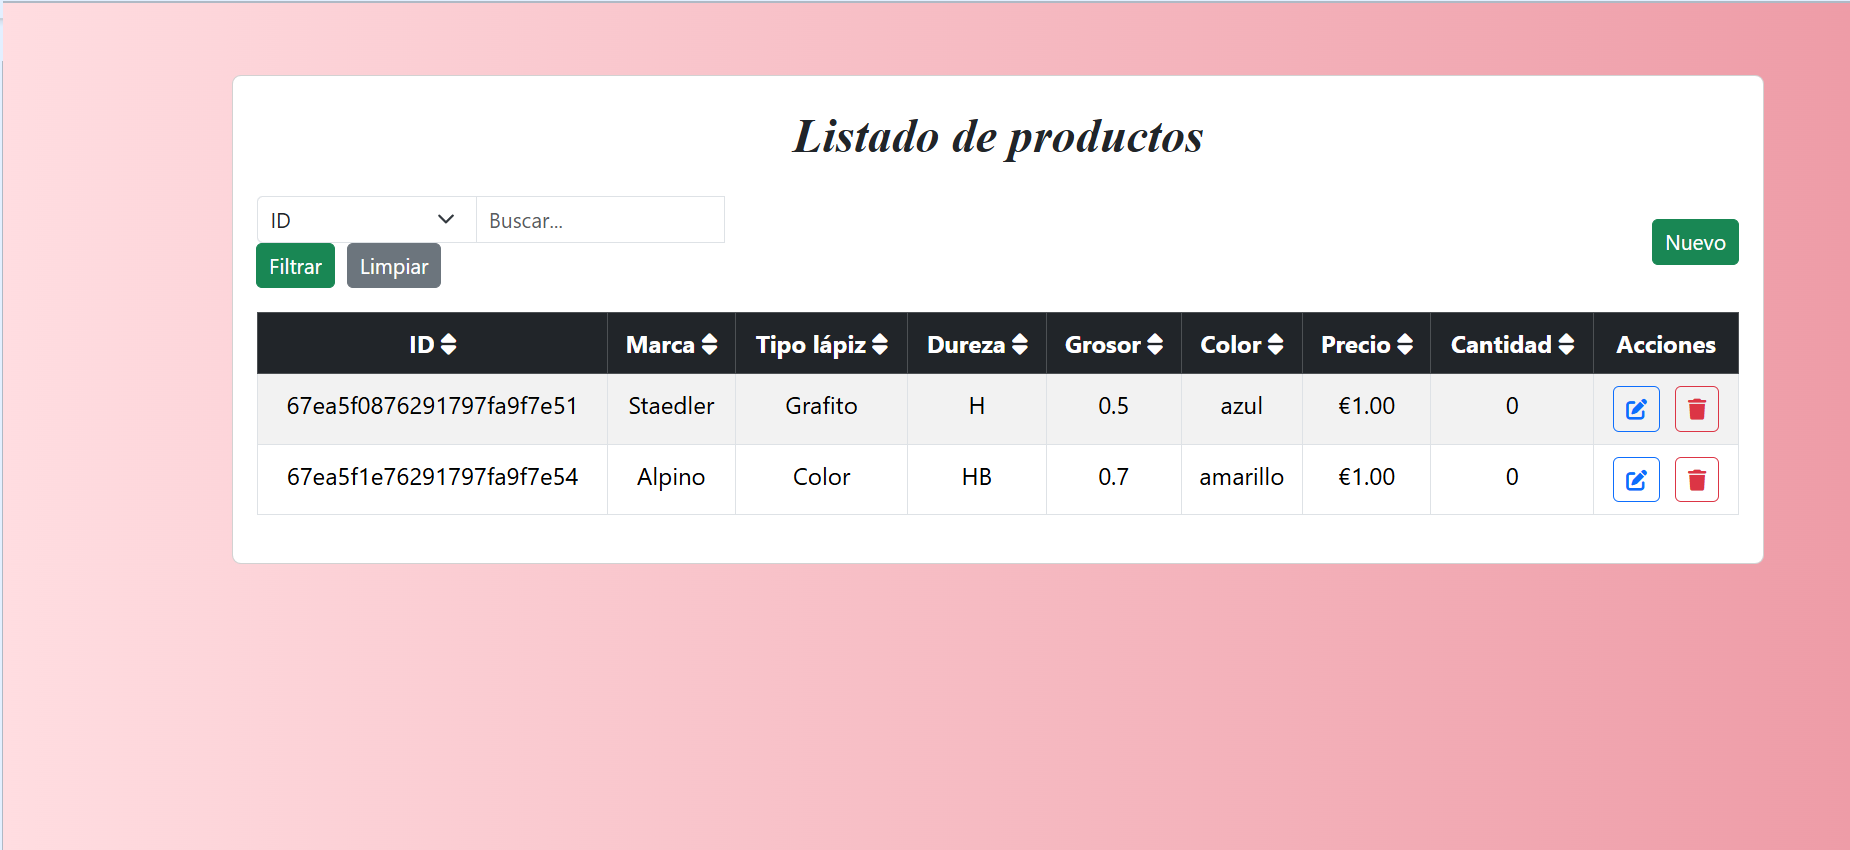 Listado de productos
ID Buscar...
Filtrar Limpiar
Nuevo
ID Marca Tipo lápiz Dureza Grosor Color Precio Cantidad Acciones
67ea5f0876291797fa9f7e51 Staedler Grafito H 0.5 azul €1.00 0
67ea5f1e76291797fa9f7e54 Alpino Color HB 0.7 amarillo €1.00 0